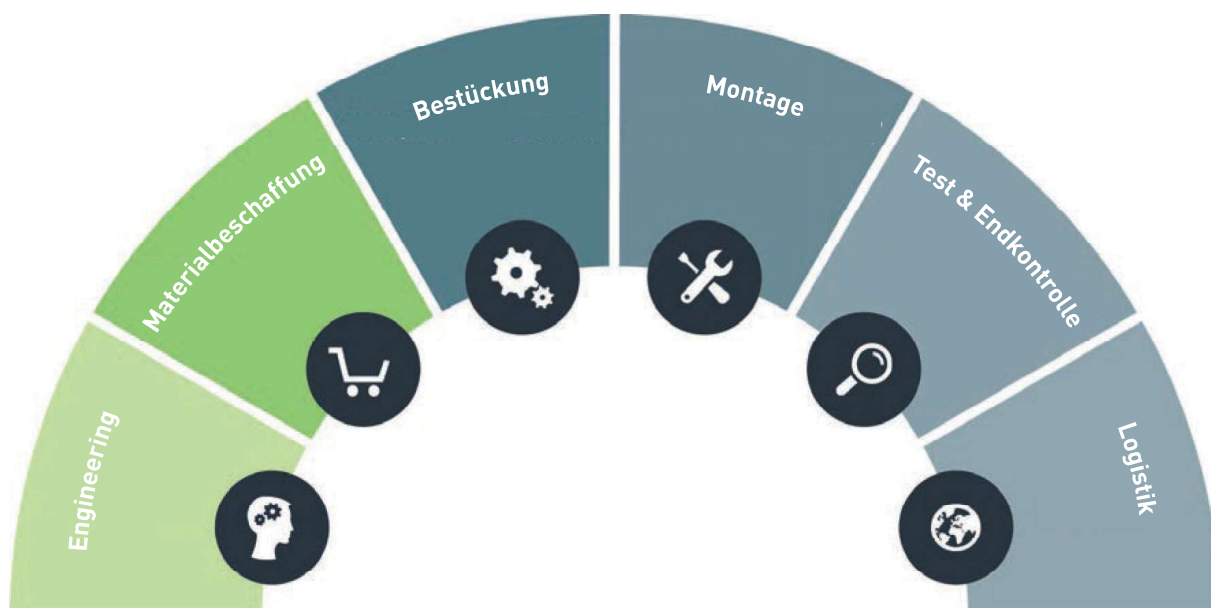 Engineering
Materialbeschaffung
Bestückung
Montage
Test & Endkontrolle
Logistik